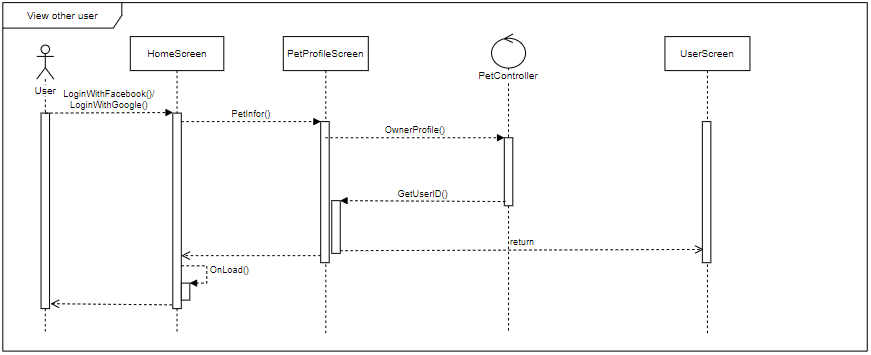 View other user
HomeScreen
PetProfileScreen
PetController
UserScreen
User
LoginWithFacebook()/
LoginWithGoogle()
PetInfor()
OwnerProfile()
GetUserID()
return
OnLoad()